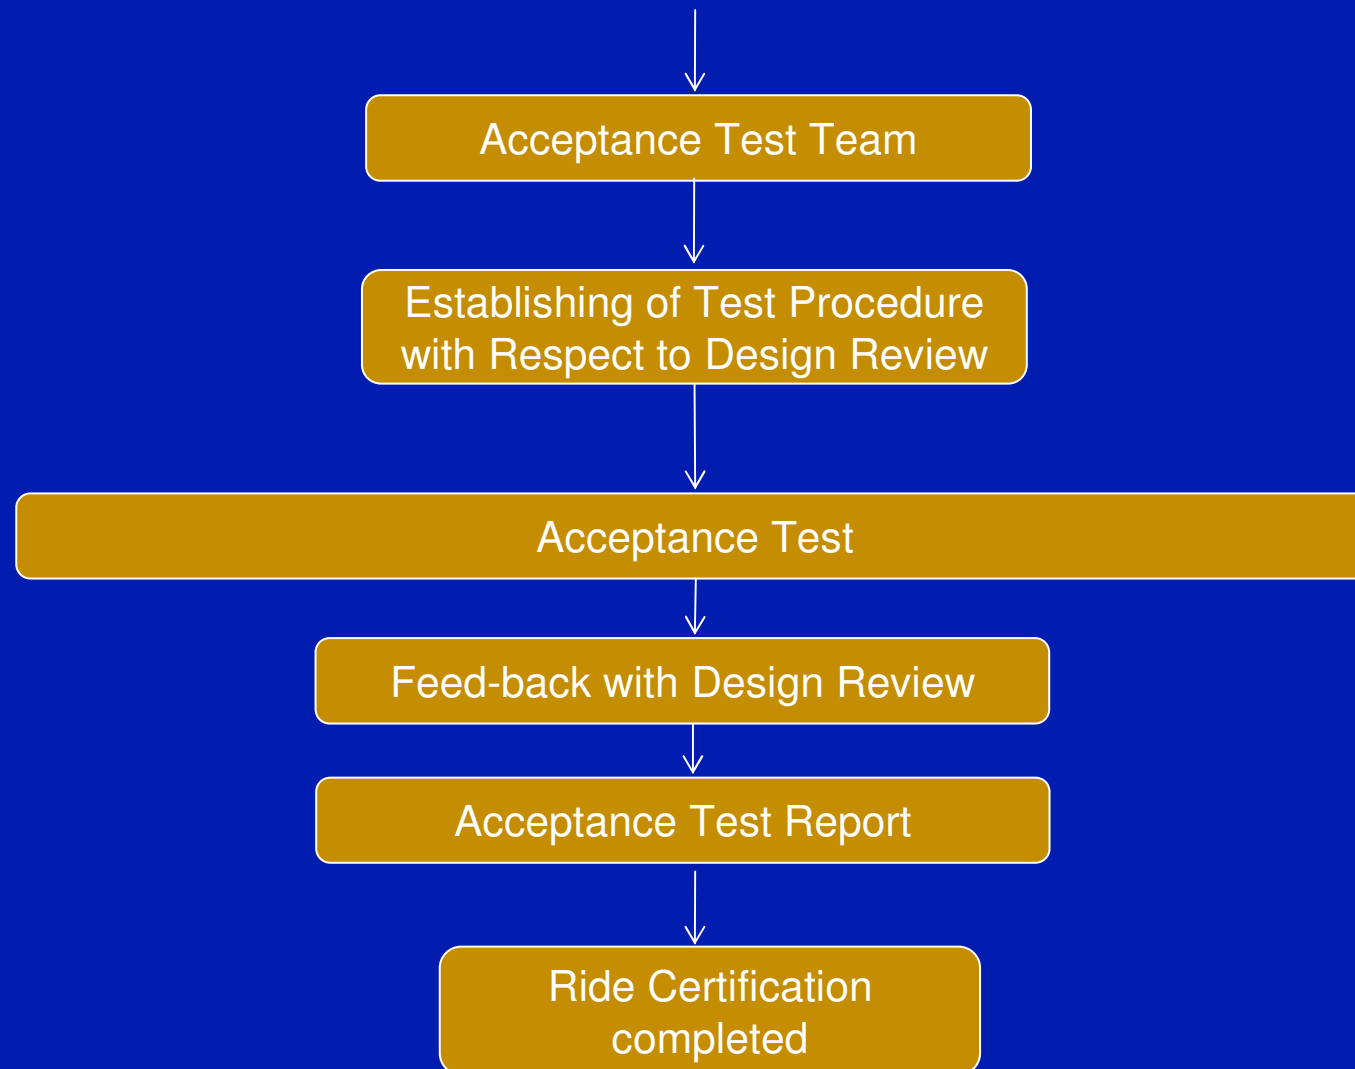 Acceptance Test Team
Establishing of Test Procedure
with Respect to Design Review
Acceptance Test
Feed-back with Design Review
Acceptance Test Report
Ride Certification
completed